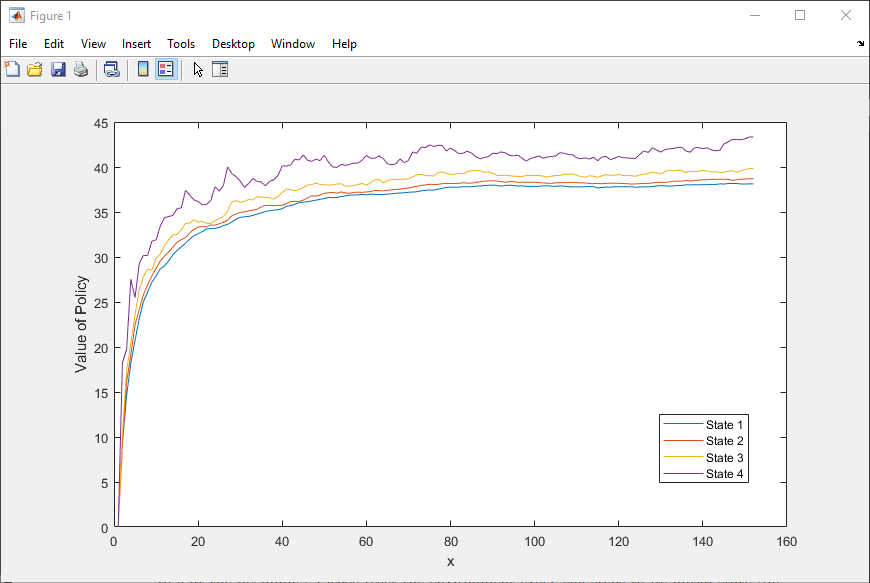 Figure 1
File Edit View Insert Tools Desktop Window Help
45
40
35
30
25
20
15
10
5
0
Value of Policy
State 1
State 2
State 3
State 4
0 20 40 60 80 100 120 140 160
x